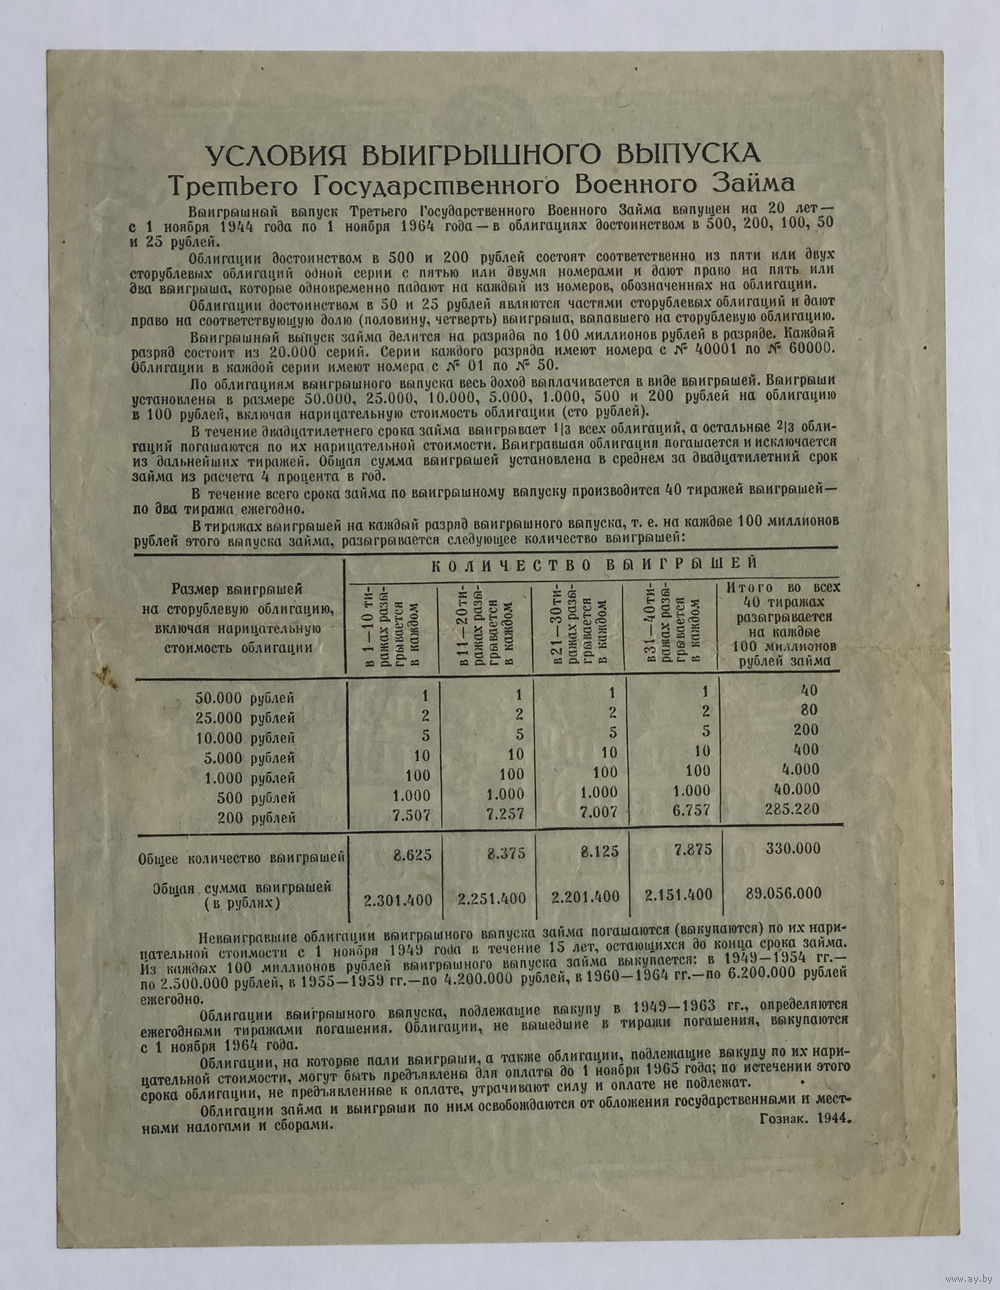 УСЛОВИЯ ВЫИГРЫШНОГО ВЫПУСКА
Третьего Государственного Военного Займа
Выигрышный выпуск Третьего Государственного Военного Займа выпущен на 20 лет—
с 1 ноября 1944 года по 1 ноября 1964 года—в облигациях достоинством в 500, 200, 100, 50
и 25 рублей.
Облигации достоинством в 500 и 200 рублей состоят соответственно из пяти или двух
сторублевых облигаций одной серии с пятью или двумя номерами и дают право на пять или
два выигрыша, которые одновременно падают на каждый из номеров, обозначенных на облигации.
Облигации достоинством в 50 и 25 рублей являются частями сторублевых облигаций и дают
право на соответствующую долю (половину, четверть) выигрыша, выпавшего на сторублевую облигацию.
Выигрышный выпуск займа делится на разряды по 100 миллионов рублей в разряде. Каждый
разряд состоит из 20.000 серий. Серии каждого разряда имеют номера с № 40001 по № 60000.
Облигации в каждой серии имеют номера с № 01 по № 50.
По облигациям выигрышного выпуска весь доход выплачивается в виде выигрышей. Выигрыши
установлены в размере 50.000, 25.000, 10.000, 5.000, 1.000, 500 и 200 рублей на облигацию
в 100 рублей, включая нарицательную стоимость облигации (сто рублей).
В течение двадцатилетнего срока займа выигрывает 1|3 всех облигаций, а остальные 2|3 обли-
гаций погашаются по их нарицательной стоимости. Выигравшая облигация погашается и исключается
из дальнейших тиражей. Общая сумма выигрышей установлена в среднем за двадцатилетний срок
займа из расчета 4 процента в год.
В течение всего срока займа по выигрышному выпуску производится 40 тиражей выигрышей—
по два тиража ежегодно.
В тиражах выигрышей на каждый разряд выигрышного выпуска, т. е. на каждые 100 миллионов
рублей этого выпуска займа, разыгрывается следующее количество выигрышей:
КОЛИЧЕСТВО ВЫИГРЫШЕЙ
Размер выигрышей
на сторублевую облигацию,
включая нарицательную
стоимость облигации
в 1—10 ти-
ражах разы-
грывается
в каждом
в 11—20 ти-
ражах разы-
грывается
в каждом
в 21—30 ти-
ражах разы-
грывается
в каждом
в 31—40 ти-
ражах разы-
грывается
в каждом
Итого во всех
40 тиражах
разыгрывается
на каждые
100 миллионов
рублей займа
50.000 рублей 1 1 1 1 40
25.000 рублей 2 2 2 2 80
10.000 рублей 5 5 5 5 200
5.000 рублей 10 10 10 10 400
1.000 рублей 100 100 100 100 4.000
500 рублей 1.000 1.000 1.000 1.000 40.000
200 рублей 7.507 7.257 7.007 6.757 285.280
Общее количество выигрышей 8.625 8.375 8.125 7.875 330.000
Общая сумма выигрышей
(в рублях) 2.301.400 2.251.400 2.201.400 2.151.400 89.056.000
Невыигравшие облигации выигрышного выпуска займа погашаются (выкупаются) по их нари-
цательной стоимости с 1 ноября 1949 года в течение 15 лет, остающихся до конца срока займа.
Из каждых 100 миллионов рублей выигрышного выпуска займа выкупается: в 1949—1954 гг.—
по 2.500.000 рублей, в 1955—1959 гг.—по 4.200.000 рублей, в 1960—1964 гг.—по 6.200.000 рублей
ежегодно.
Облигации выигрышного выпуска, подлежащие выкупу в 1949—1963 гг., определяются
ежегодными тиражами погашения. Облигации, не вышедшие в тиражи погашения, выкупаются
с 1 ноября 1964 года.
Облигации, на которые пали выигрыши, а также облигации, подлежащие выкупу по их нари-
цательной стоимости, могут быть предъявлены для оплаты до 1 ноября 1965 года; по истечении этого
срока облигации, не предъявленные к оплате, утрачивают силу и оплате не подлежат.
Облигации займа и выигрыши по ним освобождаются от обложения государственными и мест-
ными налогами и сборами.
Гознак. 1944.
www.ay.by